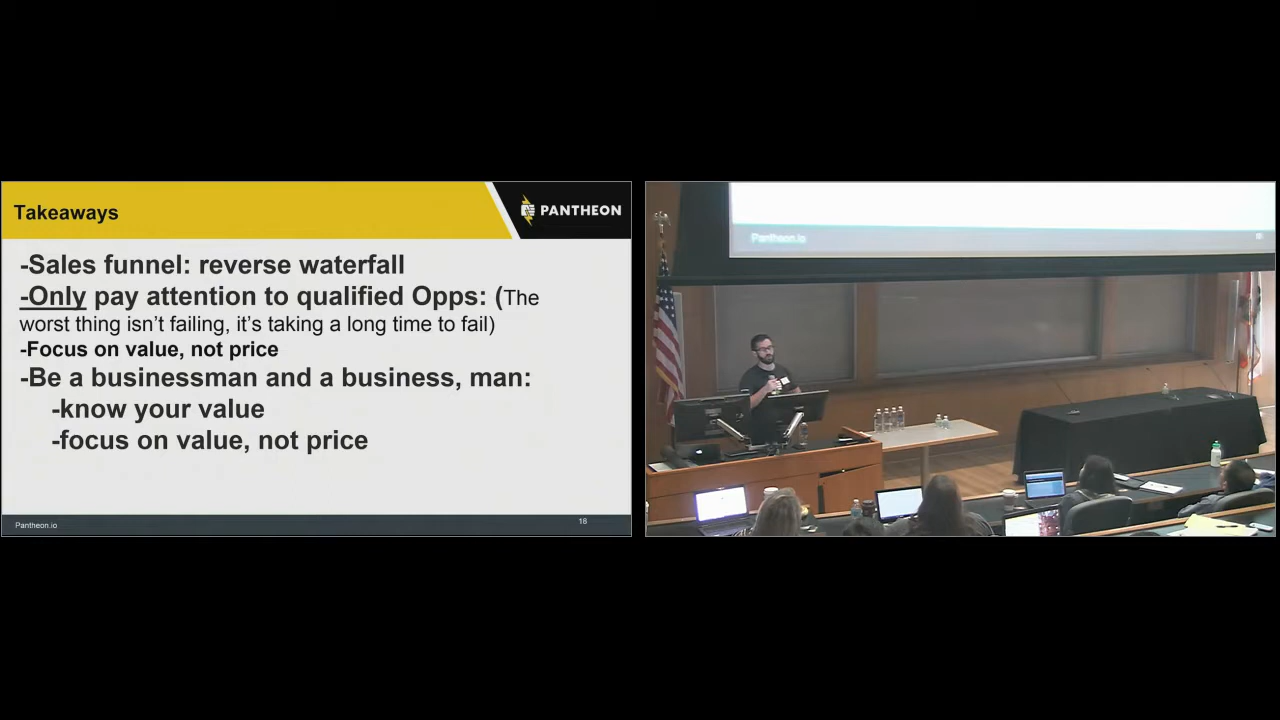 Takeaways
PANTHEON
-Sales funnel: reverse waterfall
-Only pay attention to qualified Opps: (The
worst thing isn't failing, it's taking a long time to fail)
-Focus on value, not price
-Be a businessman and a business, man:
-know your value
-focus on value, not price
Pantheon.io
18
Pantheon.io